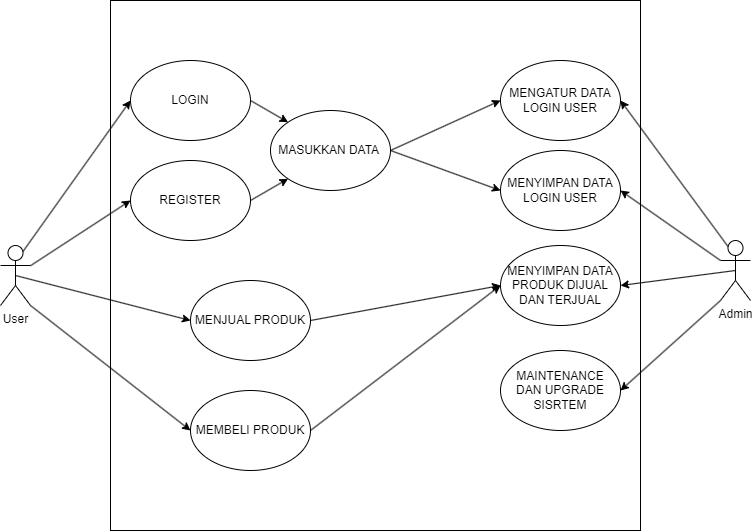 LOGIN
REGISTER
MASUKKAN DATA
MENGATUR DATA
LOGIN USER
MENYIMPAN DATA
LOGIN USER
User
MENJUAL PRODUK
MENYIMPAN DATA
PRODUK DIJUAL
DAN TERJUAL
Admin
MEMBELI PRODUK
MAINTENANCE
DAN UPGRADE
SISRTEM